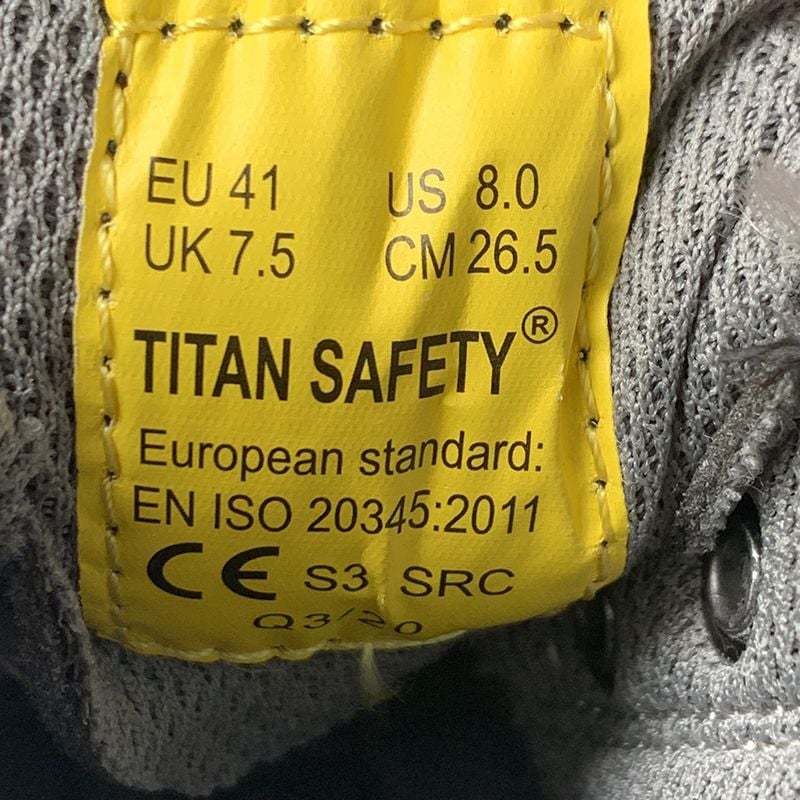 EU 41 US 8.0
UK 7.5 CM 26.5
TITAN SAFETY®
European standard:
EN ISO 20345:2011
CE S3 SRC
Q3/20